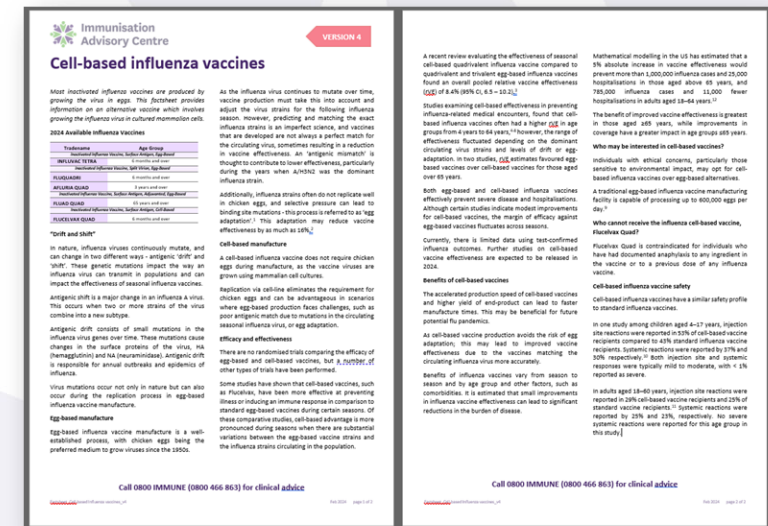 Immunisation
Advisory Centre
VERSION 4
Cell-based influenza vaccines
Most inactivated influenza vaccines are produced by
growing the virus in eggs. This factsheet provides
information on an alternative vaccine which involves
growing the influenza virus in cultured mammalian cells.
2024 Available Influenza Vaccines
Tradename Age Group
Inactivated Influenza Vaccine, Surface Antigen, Egg-Based
INFLUVAC TETRA 6 months and over
Inactivated Influenza Vaccine, Split Virion, Egg-Based
FLUQUADRI 6 months and over
AFLURIA QUAD 3 years and over
Inactivated Influenza Vaccine, Surface Antigen, Adjuvanted, Egg-Based
FLUAD QUAD 65 years and over
Inactivated Influenza Vaccine, Surface Antigen, Cell-Based
FLUCELVAX QUAD 6 months and over
"Drift and Shift"
In nature, influenza viruses continuously mutate, and
can change in two different ways - antigenic 'drift' and
'shift'. These genetic mutations impact the way an
influenza virus can transmit in populations and can
impact the effectiveness of seasonal influenza vaccines.
Antigenic shift is a major change in an influenza A virus.
This occurs when two or more strains of the virus
combine into a new subtype.
Antigenic drift consists of small mutations in the
influenza virus genes over time. These mutations cause
changes in the surface proteins of the virus, HA
(hemagglutinin) and NA (neuraminidase). Antigenic drift
is responsible for annual outbreaks and epidemics of
influenza.
Virus mutations occur not only in nature but can also
occur during the replication process in egg-based
influenza vaccine manufacture.
Egg-based manufacture
Egg-based influenza vaccine manufacture is a well-
established process, with chicken eggs being the
preferred medium to grow viruses since the 1950s.
As the influenza virus continues to mutate over time,
vaccine production must take this into account and
adjust the virus strains for the following influenza
season. However, predicting and matching the exact
influenza strains is an imperfect science, and vaccines
that are developed are not always a perfect match for
the circulating virus, sometimes resulting in a reduction
in vaccine effectiveness. An 'antigenic mismatch' is
thought to contribute to lower effectiveness, particularly
during the years when A/H3N2 was the dominant
influenza strain.
Additionally, influenza strains often do not replicate well
in chicken eggs, and selective pressure can lead to
binding site mutations - this process is referred to as 'egg
adaptation'.¹ This adaptation may reduce vaccine
effectiveness by as much as 16%.²
Cell-based manufacture
A cell-based influenza vaccine does not require chicken
eggs during manufacture, as the vaccine viruses are
grown using mammalian cell cultures.
Replication via cell-line eliminates the requirement for
chicken eggs and can be advantageous in scenarios
where egg-based production faces challenges, such as
poor antigenic match due to mutations in the circulating
seasonal influenza virus, or egg adaptation.
Efficacy and effectiveness
There are no randomised trials comparing the efficacy of
egg-based and cell-based vaccines, but a number of
other types of trials have been performed.
Some studies have shown that cell-based vaccines, such
as Flucelvax, have been more effective at preventing
illness or inducing an immune response in comparison to
standard egg-based vaccines during certain seasons. Of
these comparative studies, cell-based advantage is more
pronounced during seasons when there are substantial
variations between the egg-based vaccine strains and
the influenza strains circulating in the population.
Call 0800 IMMUNE (0800 466 863) for clinical advice
Feb 2024 page 1 of 2
A recent review evaluating the effectiveness of seasonal
cell-based quadrivalent influenza vaccine compared to
quadrivalent and trivalent egg-based influenza vaccines
found an overall pooled relative vaccine effectiveness
(rVE) of 8.4% (95% CI, 6.5 – 10.2).³
Studies examining cell-based effectiveness in preventing
influenza-related medical encounters, found that cell-
based influenza vaccines often had a higher rVE in age
groups from 4 years to 64 years, however, the range of
effectiveness fluctuated depending on the dominant
circulating virus strains and levels of drift or egg-
adaptation. In two studies, rVE estimates favoured egg-
based vaccines over cell-based vaccines for those aged
over 65 years.
Both egg-based and cell-based influenza vaccines
effectively prevent severe disease and hospitalisations.
Although certain studies indicate modest improvements
for cell-based vaccines, the margin of efficacy against
egg-based vaccines fluctuates across seasons.
Currently, there is limited data using test-confirmed
influenza outcomes. Further studies on cell-based
vaccine effectiveness are expected to be released in
2024.
Benefits of cell-based vaccines
The accelerated production speed of cell-based vaccines
and higher yield of end-product can lead to faster
manufacture times. This may be beneficial for future
potential flu pandemics.
As cell-based vaccine production avoids the risk of egg
adaptation; this may lead to improved vaccine
effectiveness due to the vaccines matching the
circulating influenza virus more accurately.
Benefits of influenza vaccines vary from season to
season and by age group and other factors, such as
comorbidities. It is estimated that small improvements
in influenza vaccine effectiveness can lead to significant
reductions in the burden of disease.
Mathematical modelling in the US has estimated that a
5% absolute increase in vaccine effectiveness would
prevent more than 1,000,000 influenza cases and 25,000
hospitalisations in those aged above 65 years, and
785,000 influenza cases and 11,000 fewer
hospitalisations in adults aged 18–64 years.¹²
The benefit of improved vaccine effectiveness is greatest
in those aged ≥65 years, while improvements in
coverage have a greater impact in age groups ≤65 years.
Who may be interested in cell-based vaccines?
Individuals with ethical concerns, particularly those
sensitive to environmental impact, may opt for cell-
based influenza vaccines over egg-based alternatives.
A traditional egg-based influenza vaccine manufacturing
facility is capable of processing up to 600,000 eggs per
day.⁹
Who cannot receive the influenza cell-based vaccine,
Flucelvax Quad?
Flucelvax Quad is contraindicated for individuals who
have had documented anaphylaxis to any ingredient in
the vaccine or to a previous dose of any influenza
vaccine.
Cell-based influenza vaccine safety
Cell-based influenza vaccines have a similar safety profile
to standard influenza vaccines.
In one study among children aged 4–17 years, injection
site reactions were reported in 53% of cell-based vaccine
recipients compared to 43% standard influenza vaccine
recipients. Systemic reactions were reported by 37% and
30% respectively.¹⁰ Both injection site and systemic
responses were typically mild to moderate, with < 1%
reported as severe.
In adults aged 18–60 years, injection site reactions were
reported in 29% cell-based vaccine recipients and 25% of
standard vaccine recipients.¹¹ Systemic reactions were
reported by 25% and 23%, respectively. No severe
systemic reactions were reported for this age group in
this study.
Call 0800 IMMUNE (0800 466 863) for clinical advice
Feb 2024 page 2 of 2